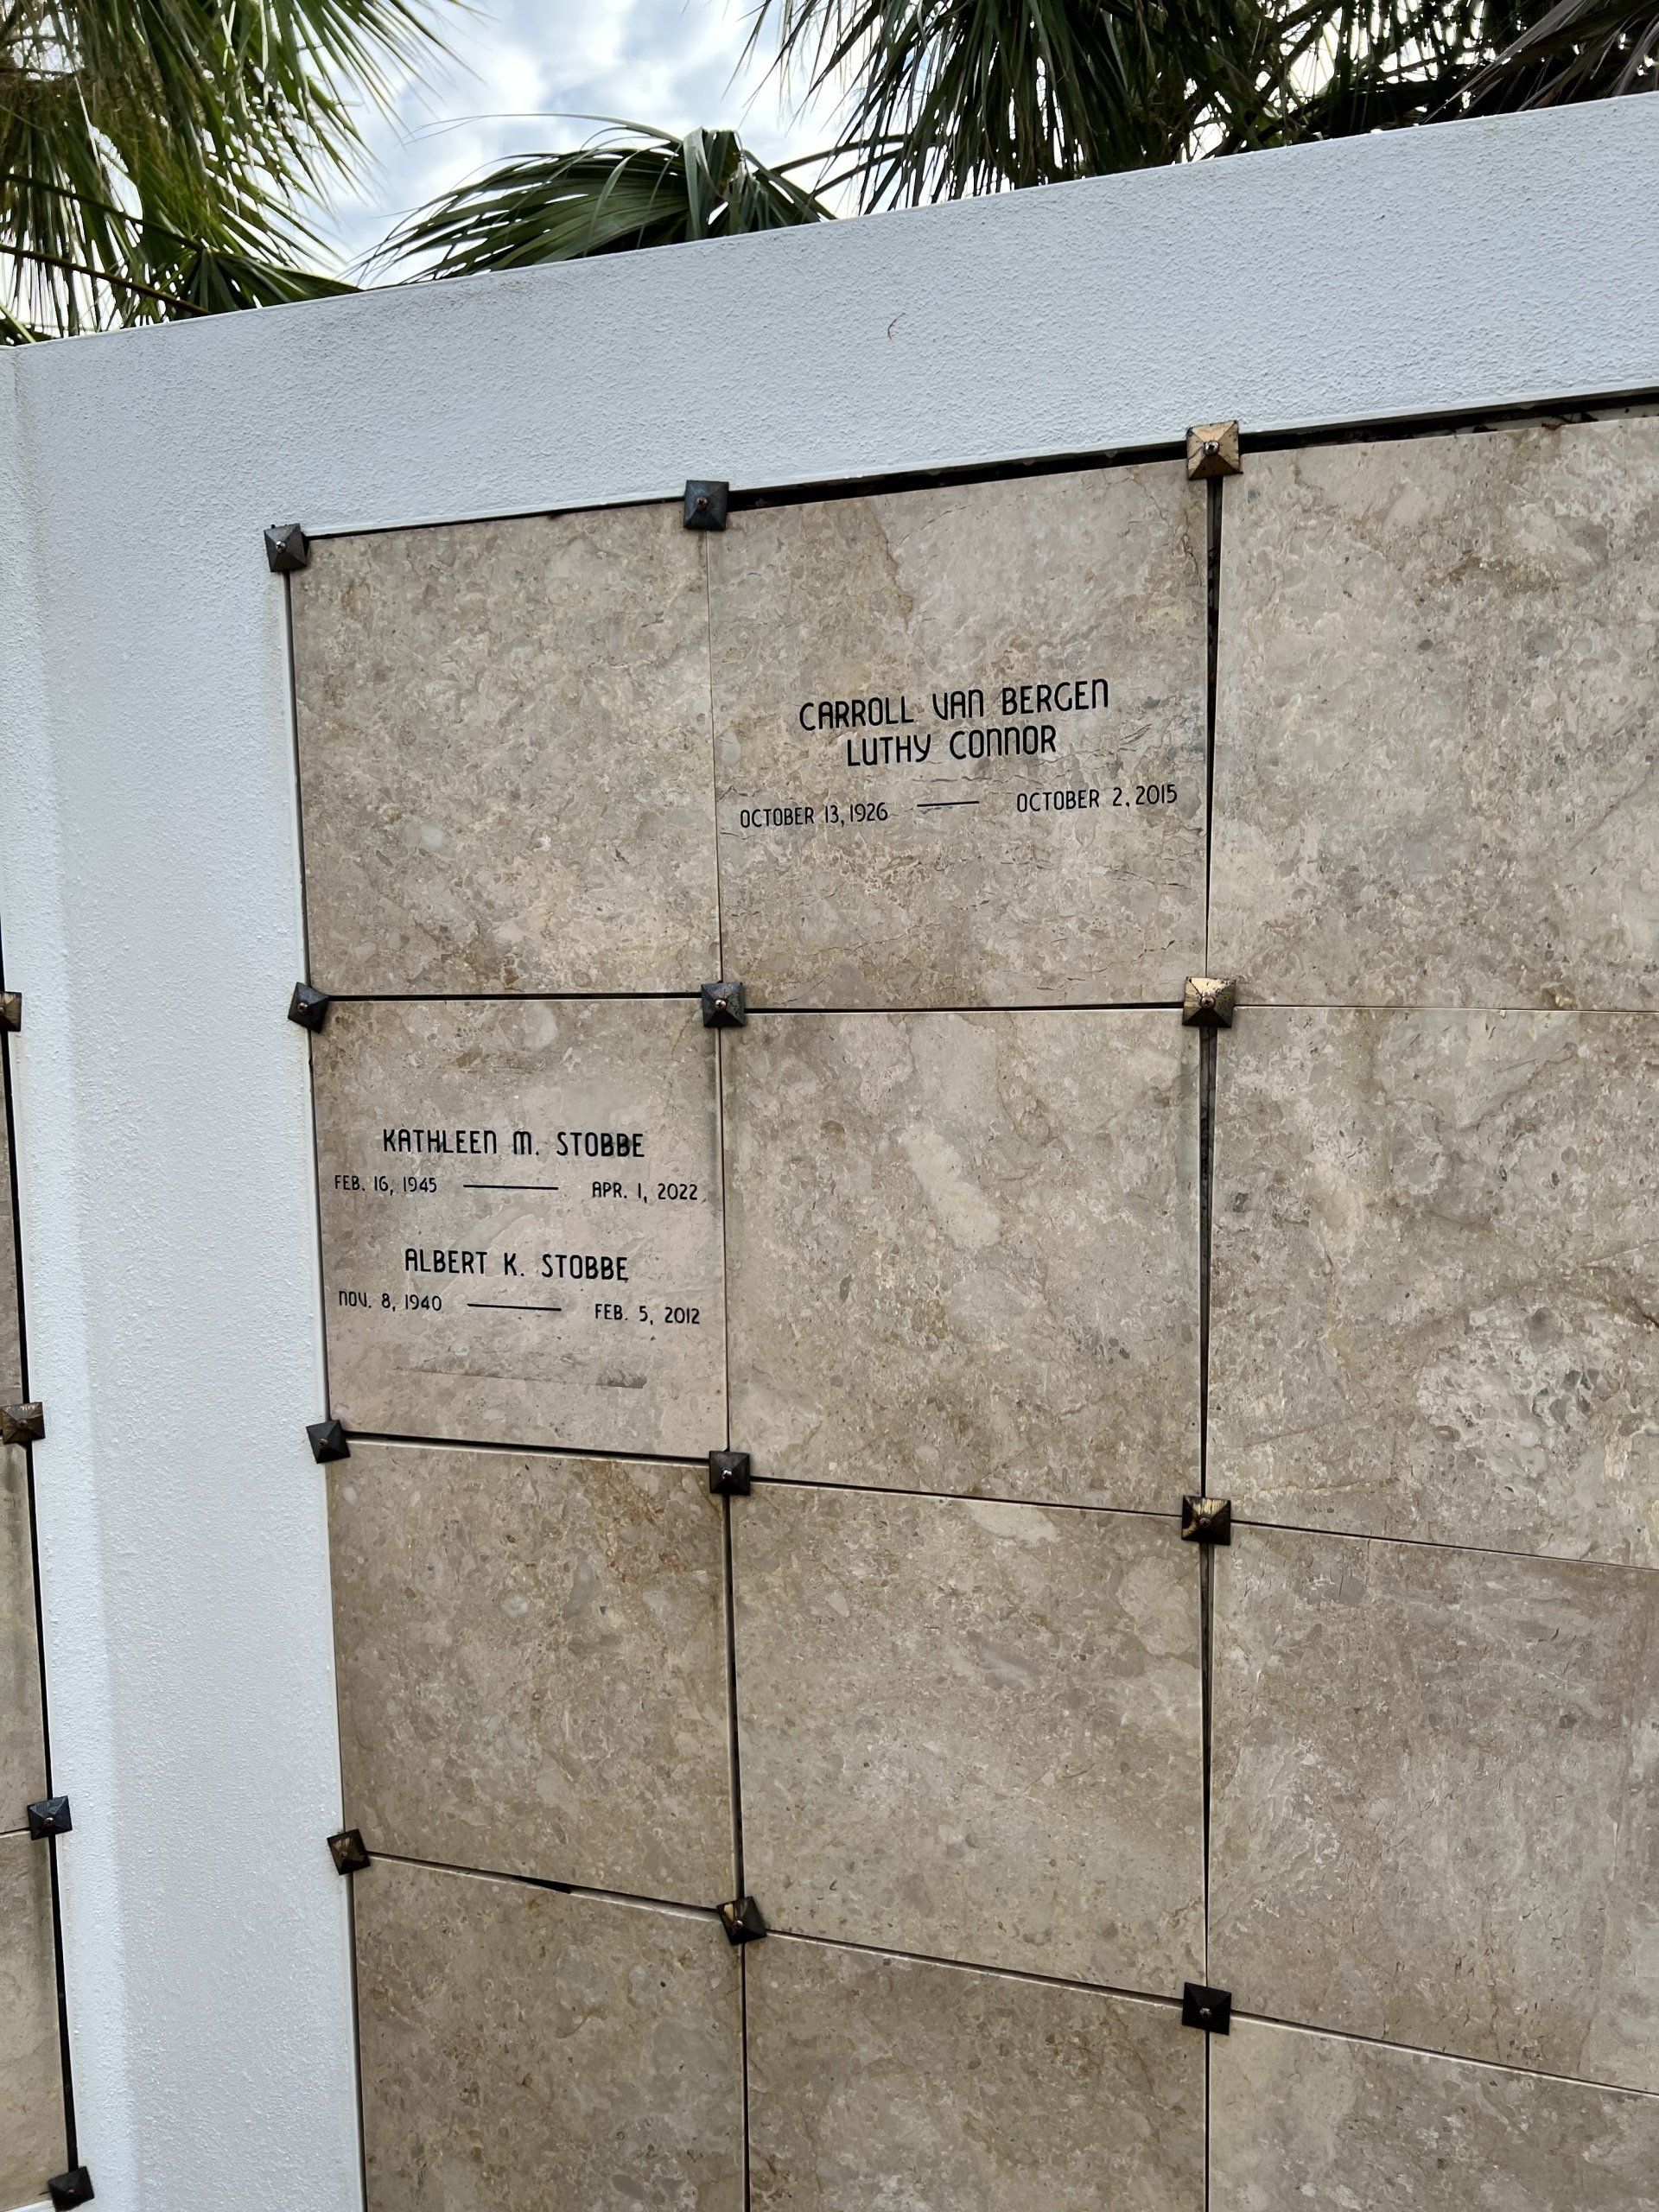 CARROLL VAN BERGEN
LUTHY CONNOR
OCTOBER 13, 1926 — OCTOBER 2, 2015
KATHLEEN M. STOBBE
FEB. 16, 1945 — APR. 1, 2022
ALBERT K. STOBBE
NOV. 8, 1940 — FEB. 5, 2012